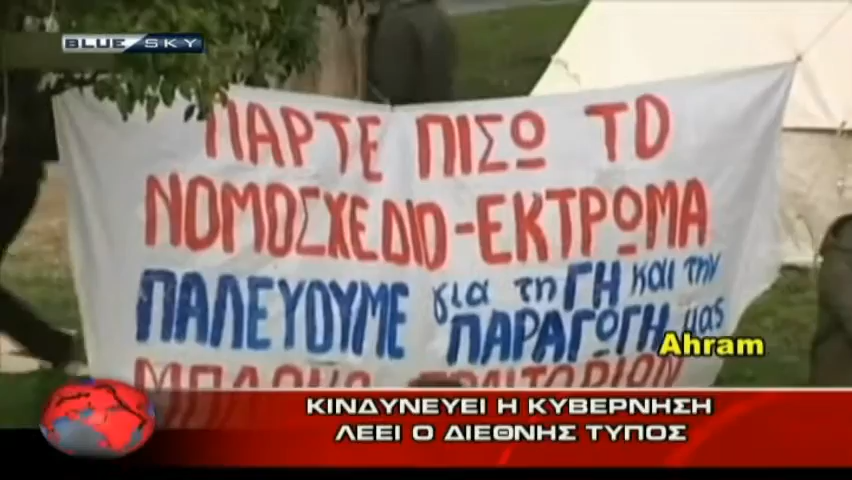 BLUE SKY
ΠΑΡΤΕ ΠΙΣΩ ΤΟ
ΝΟΜΟΣΧΕΔΙΟ-ΕΚΤΡΩΜΑ
ΠΑΛΕΥΟΥΜΕ για τη ΓΗ και την
ΠΑΡΑΓΩΓΗ μας
Ahram
ΚΙΝΔΥΝΕΥΕΙ Η ΚΥΒΕΡΝΗΣΗ
ΛΕΕΙ Ο ΔΙΕΘΝΗΣ ΤΥΠΟΣ